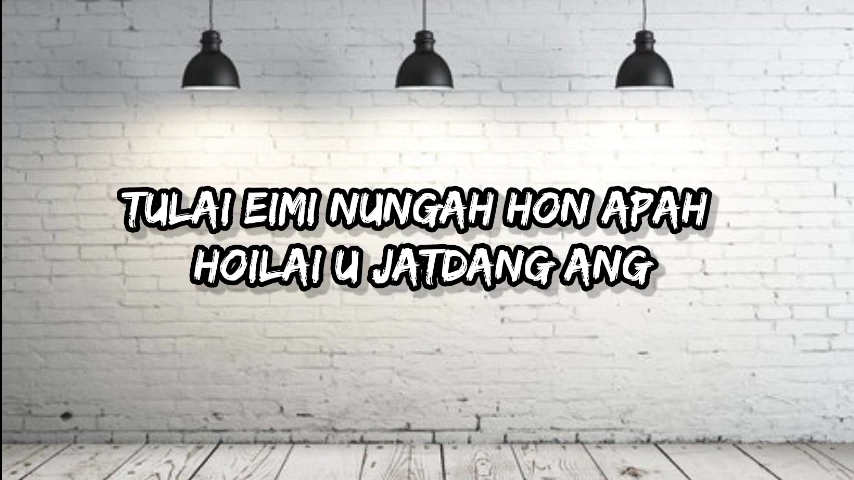 TULAI EIMI NUNGAH HON APAH
HOILAI U JATDANG ANG